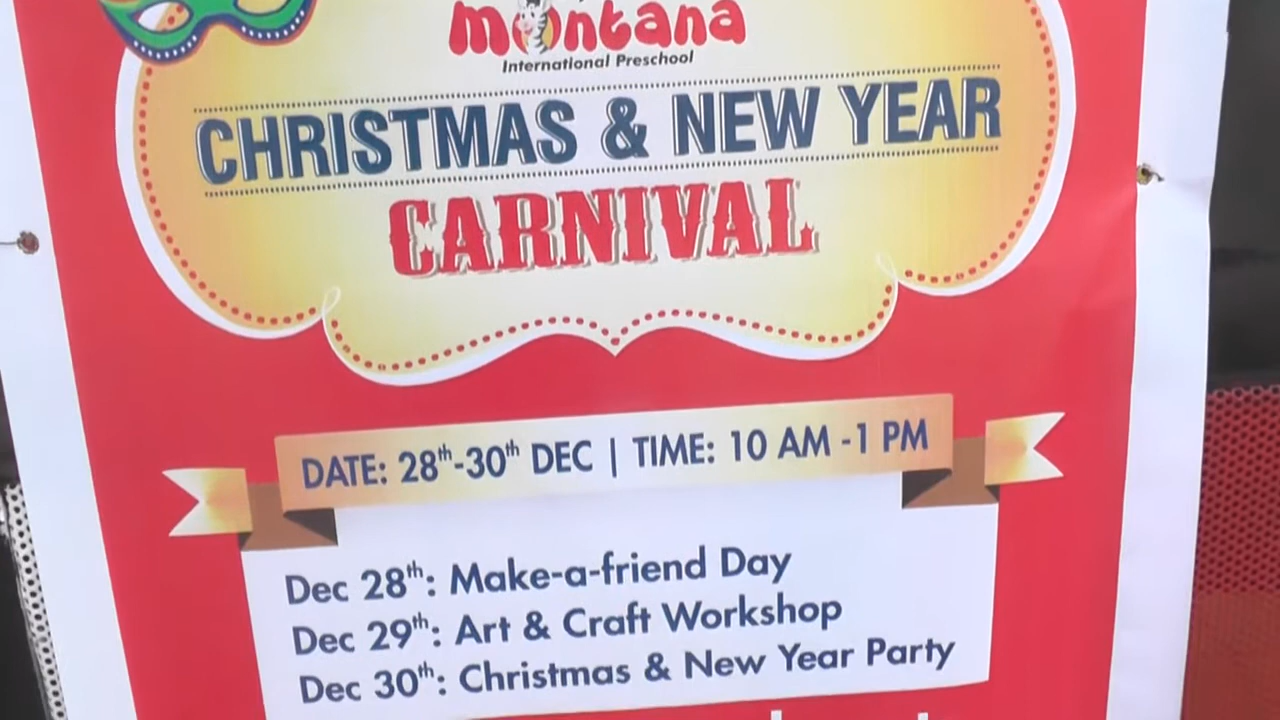 montana
International Preschool
CHRISTMAS & NEW YEAR
CARNIVAL
DATE: 28th-30th DEC | TIME: 10 AM -1 PM
Dec 28th: Make-a-friend Day
Dec 29th: Art & Craft Workshop
Dec 30th: Christmas & New Year Party